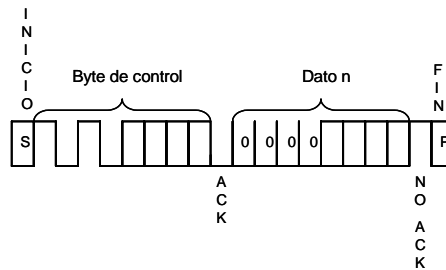 INICIO
Byte de control
Dato n
FIN
S
0 0 0 0
P
ACK
NO ACK